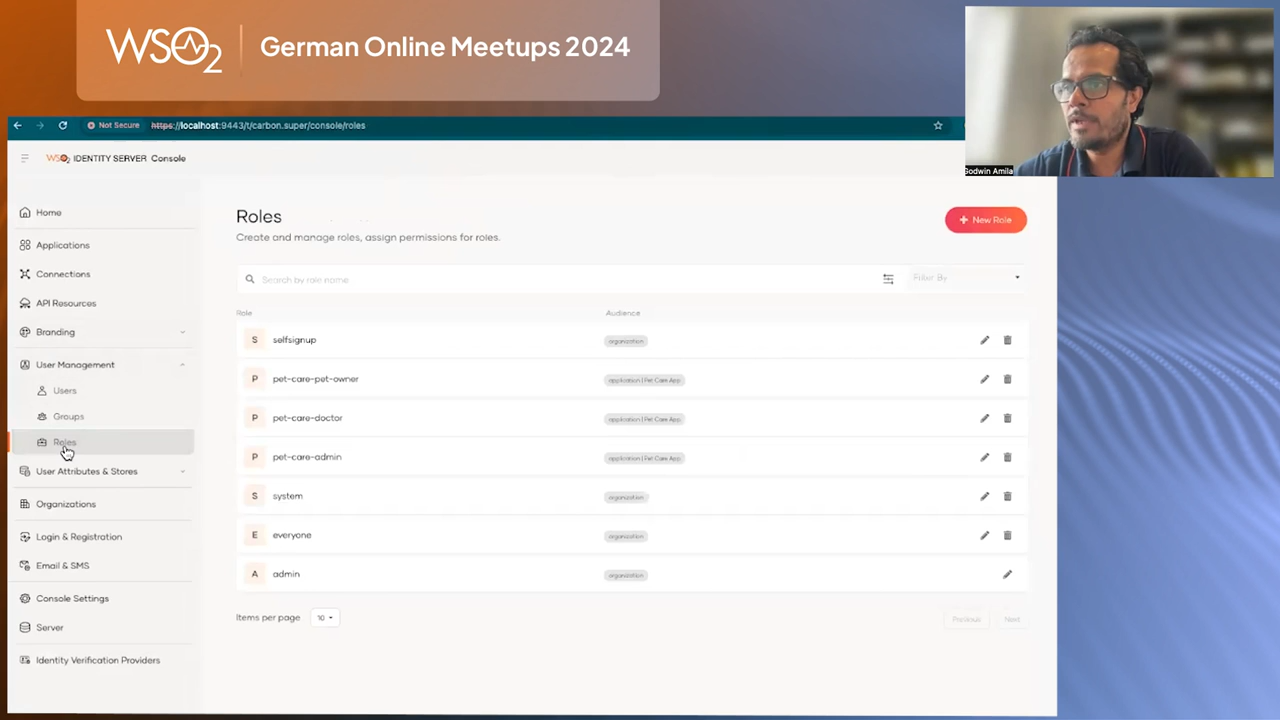 WSO2
German Online Meetups 2024
Not Secure https://localhost:9443/t/carbon.super/console/roles
Godwin Amila
WSO2 IDENTITY SERVER Console
Home
Applications
Connections
API Resources
Branding
User Management
Users
Groups
Roles
User Attributes & Stores
Organizations
Login & Registration
Email & SMS
Console Settings
Server
Identity Verification Providers
Roles
Create and manage roles, assign permissions for roles.
+ New Role
Search by role name
Filter By
Role Audience
S selfsignup organization
P pet-care-pet-owner application | Pet Care App
P pet-care-doctor application | Pet Care App
P pet-care-admin application | Pet Care App
S system organization
E everyone organization
A admin organization
Items per page 10
Previous Next